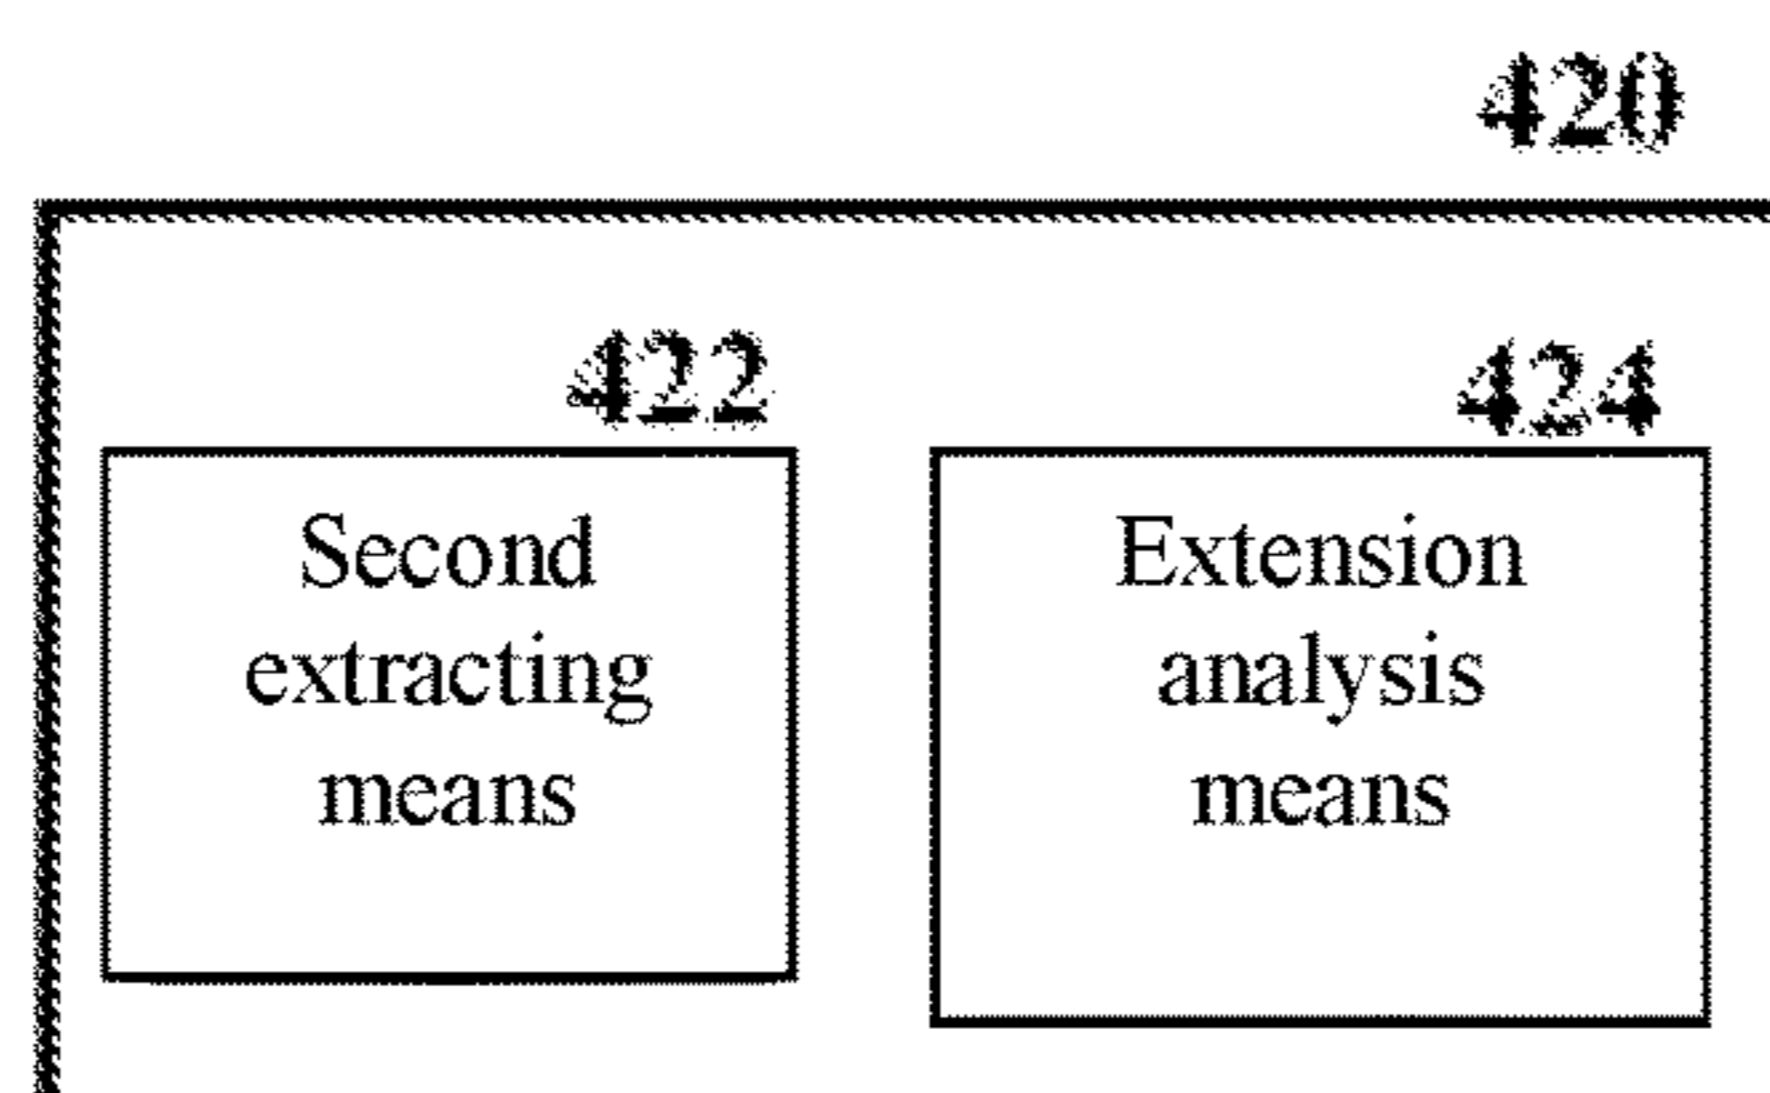 420
422
424
Second
extracting
means
Extension
analysis
means